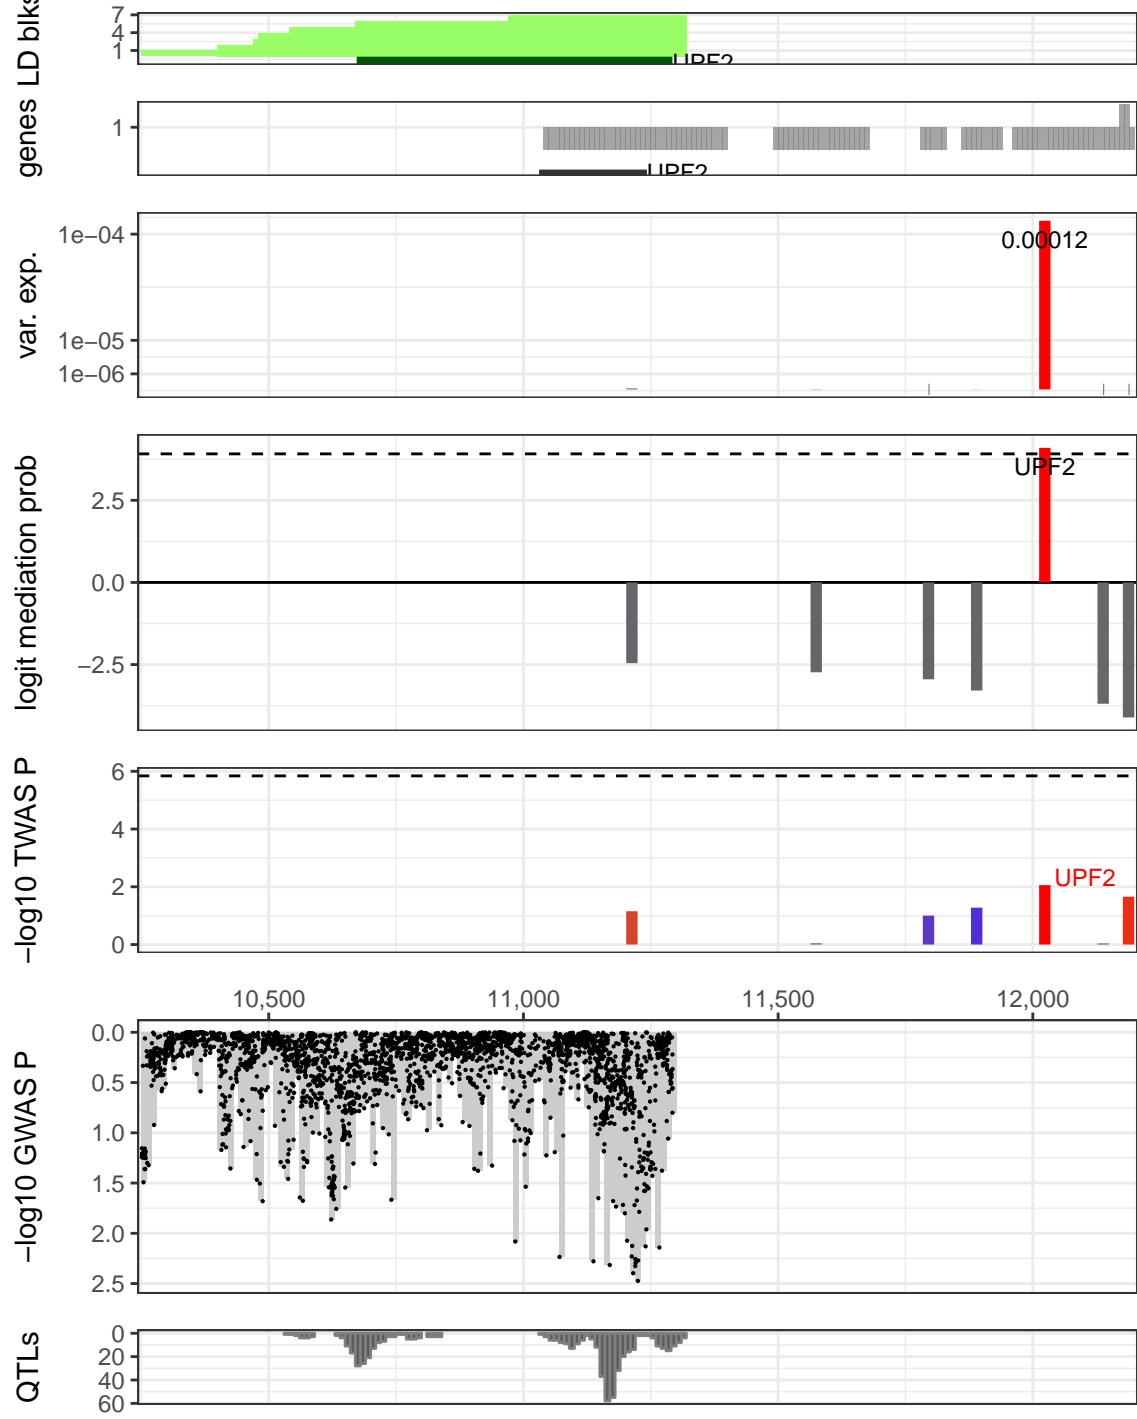 LD blks
7
4
1
UPF2
genes
1
UPF2
var. exp.
1e−04
1e−05
1e−06
0.00012
logit mediation prob
2.5
0.0
−2.5
UPF2
−log10 TWAS P
6
4
2
0
UPF2
10,500 11,000 11,500 12,000
−log10 GWAS P
0.0
0.5
1.0
1.5
2.0
2.5
QTLs
0
20
40
60